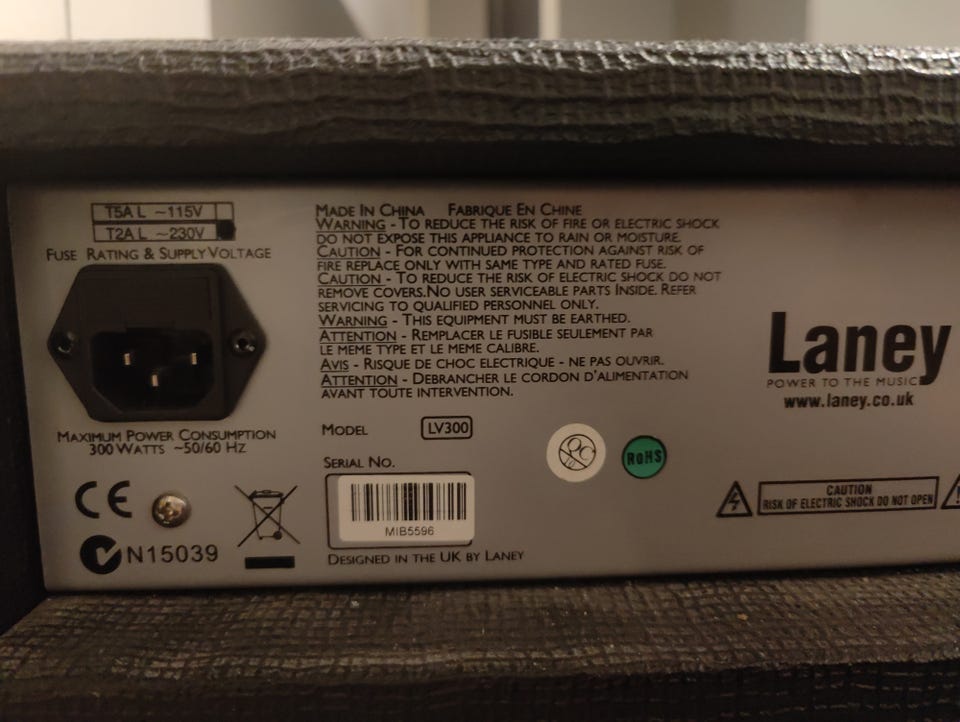 T5A L ~115V
T2A L ~230V
FUSE RATING & SUPPLY VOLTAGE
MAXIMUM POWER CONSUMPTION
300 WATTS ~50/60 HZ
CE
N15039
MADE IN CHINA FABRIQUE EN CHINE
WARNING - TO REDUCE THE RISK OF FIRE OR ELECTRIC SHOCK
DO NOT EXPOSE THIS APPLIANCE TO RAIN OR MOISTURE.
CAUTION - FOR CONTINUED PROTECTION AGAINST RISK OF
FIRE REPLACE ONLY WITH SAME TYPE AND RATED FUSE.
CAUTION - TO REDUCE THE RISK OF ELECTRIC SHOCK DO NOT
REMOVE COVERS.NO USER SERVICEABLE PARTS INSIDE. REFER
SERVICING TO QUALIFIED PERSONNEL ONLY.
WARNING - THIS EQUIPMENT MUST BE EARTHED.
ATTENTION - REMPLACER LE FUSIBLE SEULEMENT PAR
LE MEME TYPE ET LE MEME CALIBRE.
AVIS - RISQUE DE CHOC ELECTRIQUE - NE PAS OUVRIR.
ATTENTION - DEBRANCHER LE CORDON D'ALIMENTATION
AVANT TOUTE INTERVENTION.
MODEL LV300
SERIAL NO.
MIB5596
DESIGNED IN THE UK BY LANEY
RoHS
Laney
POWER TO THE MUSIC
www.laney.co.uk
CAUTION
RISK OF ELECTRIC SHOCK DO NOT OPEN